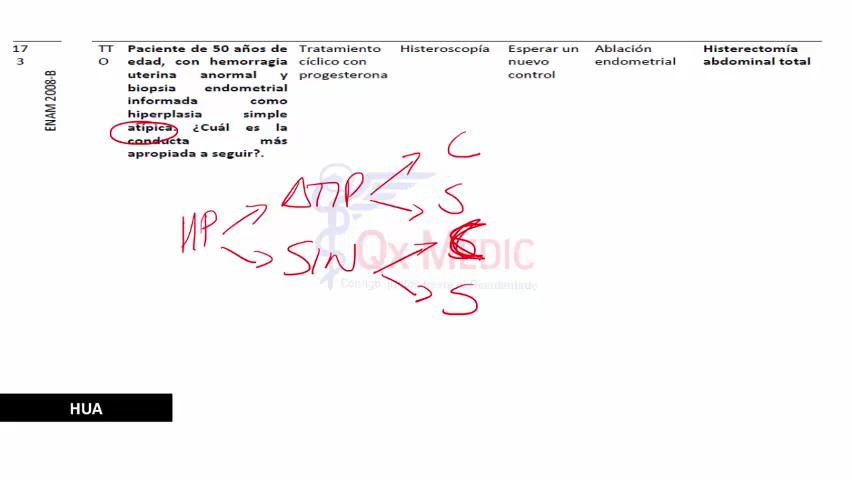 17
3
ENAM 2008-B
TT
O
Paciente de 50 años de
edad, con hemorragia
uterina anormal y
biopsia endometrial
informada como
hiperplasia simple
atípica. ¿Cuál es la
conducta más
apropiada a seguir?.
Tratamiento
cíclico con
progesterona
Histeroscopía
Esperar un
nuevo
control
Ablación
endometrial
Histerectomía
abdominal total
C
ATIP
S
HP
SIN
S
Qx MEDIC
HUA